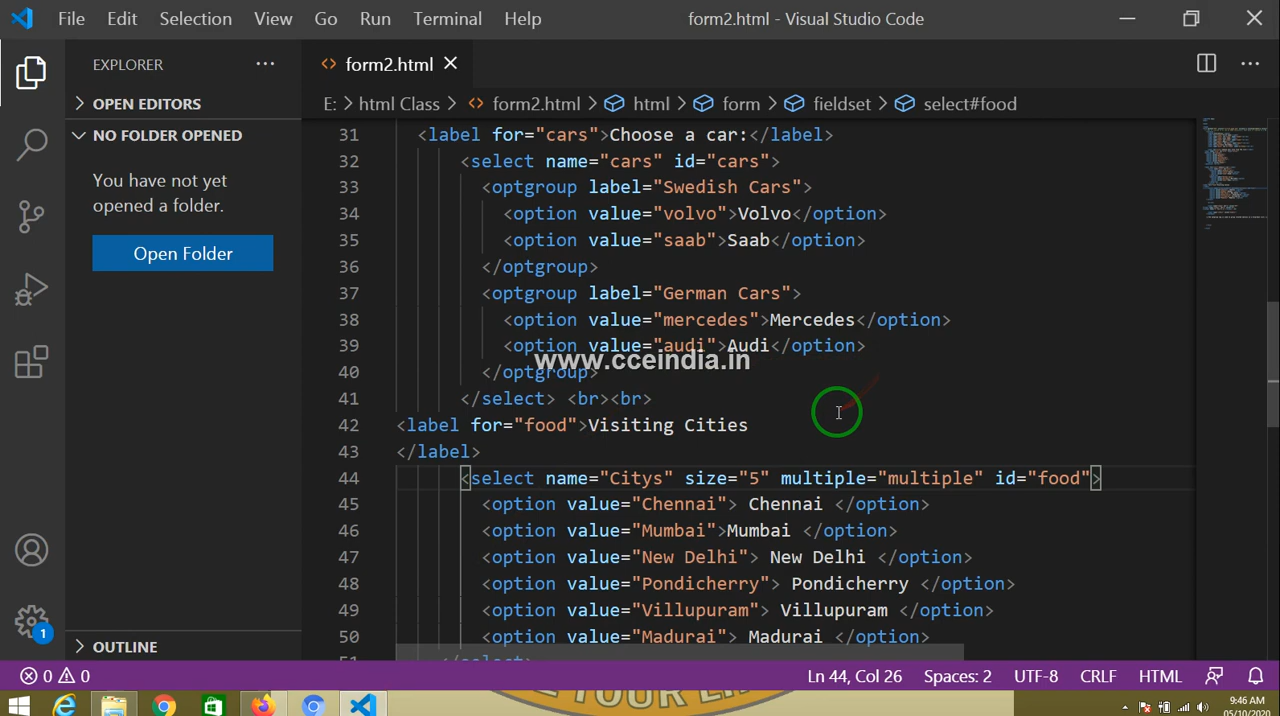 File Edit Selection View Go Run Terminal Help form2.html - Visual Studio Code
EXPLORER ...
form2.html
OPEN EDITORS
NO FOLDER OPENED
You have not yet
opened a folder.
Open Folder
OUTLINE
E: > html Class > form2.html > html > form > fieldset > select#food
31 <label for="cars">Choose a car:</label>
32 <select name="cars" id="cars">
33 <optgroup label="Swedish Cars">
34 <option value="volvo">Volvo</option>
35 <option value="saab">Saab</option>
36 </optgroup>
37 <optgroup label="German Cars">
38 <option value="mercedes">Mercedes</option>
39 <option value="audi">Audi</option>
www.cceindia.in
40 </optgroup>
41 </select> <br><br>
42 <label for="food">Visiting Cities
43 </label>
44 <select name="Citys" size="5" multiple="multiple" id="food">
45 <option value="Chennai"> Chennai </option>
46 <option value="Mumbai">Mumbai </option>
47 <option value="New Delhi"> New Delhi </option>
48 <option value="Pondicherry"> Pondicherry </option>
49 <option value="Villupuram"> Villupuram </option>
50 <option value="Madurai"> Madurai </option>
51 </select>
1
0 0 Ln 44, Col 26 Spaces: 2 UTF-8 CRLF HTML
9:46 AM
05/10/2020